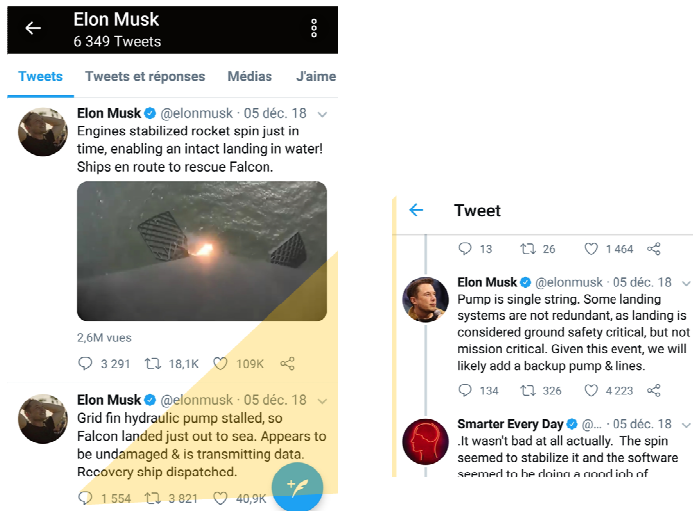 Elon Musk
6 349 Tweets
Tweets Tweets et réponses Médias J'aime
Elon Musk @elonmusk · 05 déc. 18
Engines stabilized rocket spin just in
time, enabling an intact landing in water!
Ships en route to rescue Falcon.
2,6M vues
3 291 18,1K 109K
Elon Musk @elonmusk · 05 déc. 18
Grid fin hydraulic pump stalled, so
Falcon landed just out to sea. Appears to
be undamaged & is transmitting data.
Recovery ship dispatched.
1 554 3 821 40,9K
Tweet
13 26 1 464
Elon Musk @elonmusk · 05 déc. 18
Pump is single string. Some landing
systems are not redundant, as landing is
considered ground safety critical, but not
mission critical. Given this event, we will
likely add a backup pump & lines.
134 326 4 223
Smarter Every Day @... · 05 déc. 18
.It wasn't bad at all actually. The spin
seemed to stabilize it and the software
seemed to be doing a good job of